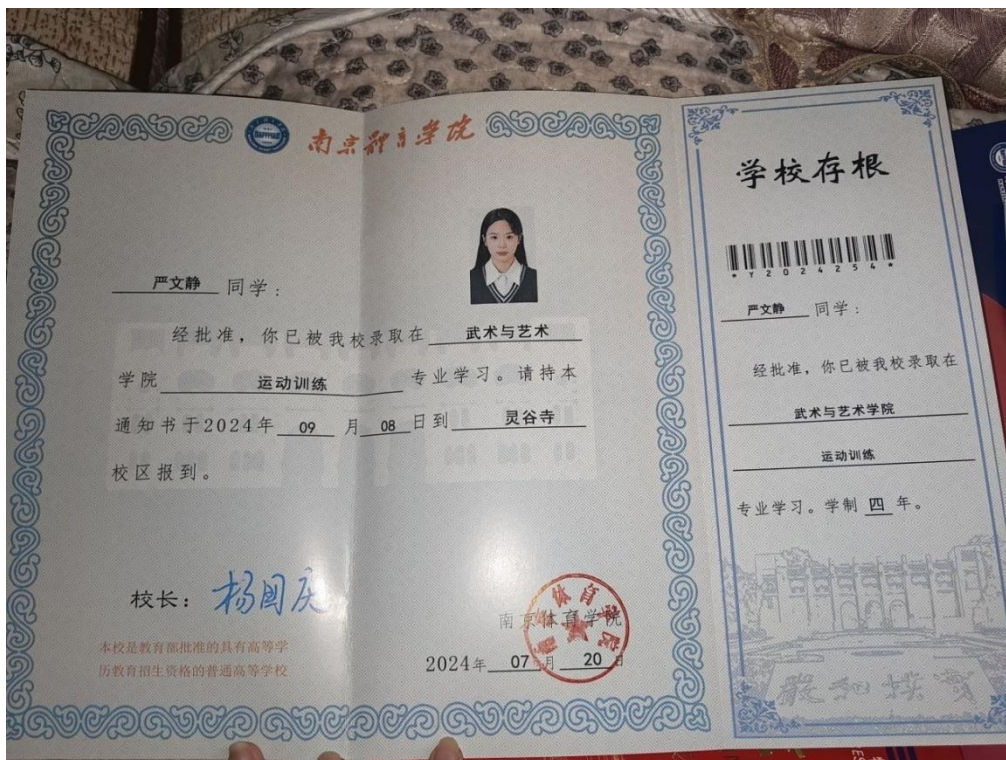 南京体育学院
严文静 同学:
经批准,你已被我校录取在 武术与艺术
学院 运动训练 专业学习。请持本
通知书于2024年 09 月 08 日到 灵谷寺
校区报到。
校长: 杨国庆
本校是教育部批准的具有高等学
历教育招生资格的普通高等学校
南京体育学院
2024年 07 月 20 日
学校存根
*Y2024254*
严文静 同学:
经批准,你已被我校录取在
武术与艺术学院
运动训练
专业学习。学制 四 年。